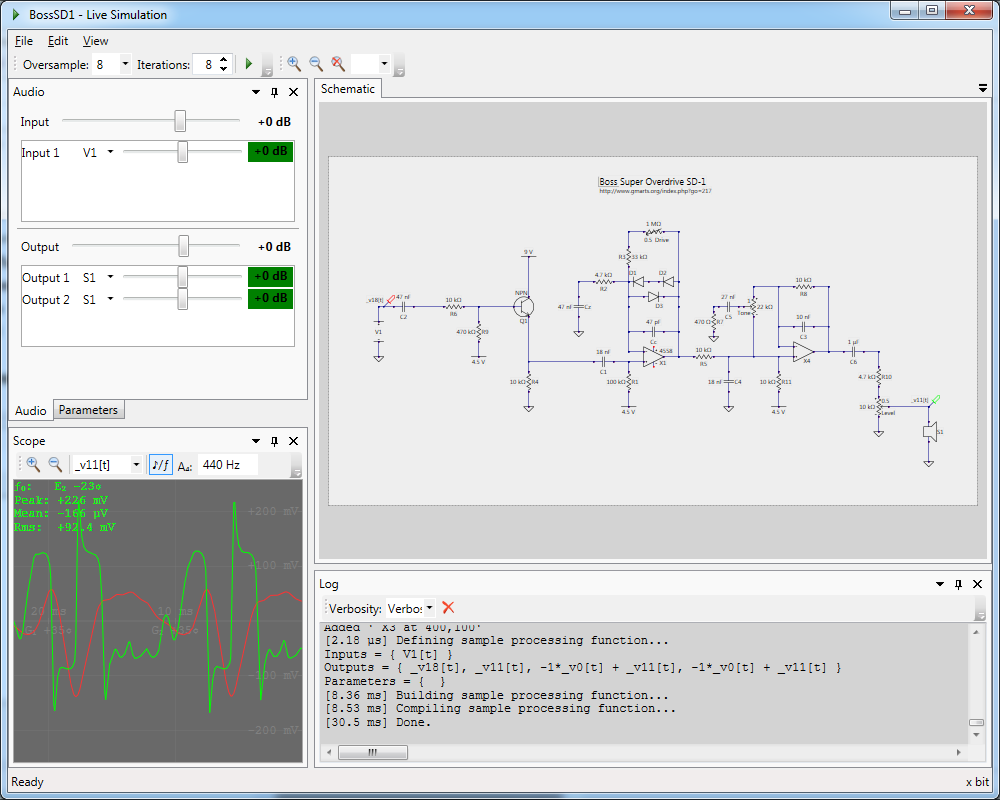 BossSD1 - Live Simulation
File Edit View
Oversample: 8 Iterations: 8
Audio
Input +0 dB
Input 1 V1 +0 dB
Output +0 dB
Output 1 S1 +0 dB
Output 2 S1 +0 dB
Audio Parameters
Scope
_v11[t] ♪/f A₄: 440 Hz
f₀: E₂ -23¢
Peak: +226 mV
Mean: -166 µV
Rms: +92.4 mV
+200 mV
+100 mV
20 ms 10 ms
-100 mV
-200 mV
Schematic
Boss Super Overdrive SD-1
http://www.gmarts.org/index.php?go=217
1 MΩ
0.5 Drive
R3 33 kΩ
9 V
4.7 kΩ
R2
D1 D2
D3
NPN
Q1
_v18[t]
47 nF
C2
10 kΩ
R6
V1
470 kΩ R9
4.5 V
47 nF
47 pF
4558
X1
18 nF
C1
10 kΩ R4
100 kΩ R1
4.5 V
10 kΩ
R5
27 nF
C5
470 Ω R7
1
22 kΩ
Tone
10 kΩ
R8
10 nF
C3
X4
18 nF C4
10 kΩ R11
4.5 V
1 µF
C6
4.7 kΩ R10
0.5
10 kΩ
Level
_v11[t]
S1
Log
Verbosity: Verbos
Added ' X3 at 400,100'
[2.18 µs] Defining sample processing function...
Inputs = { V1[t] }
Outputs = { _v18[t], _v11[t], -1*_v0[t] + _v11[t], -1*_v0[t] + _v11[t] }
Parameters = { }
[8.36 ms] Building sample processing function...
[8.53 ms] Compiling sample processing function...
[30.5 ms] Done.
Ready x bit